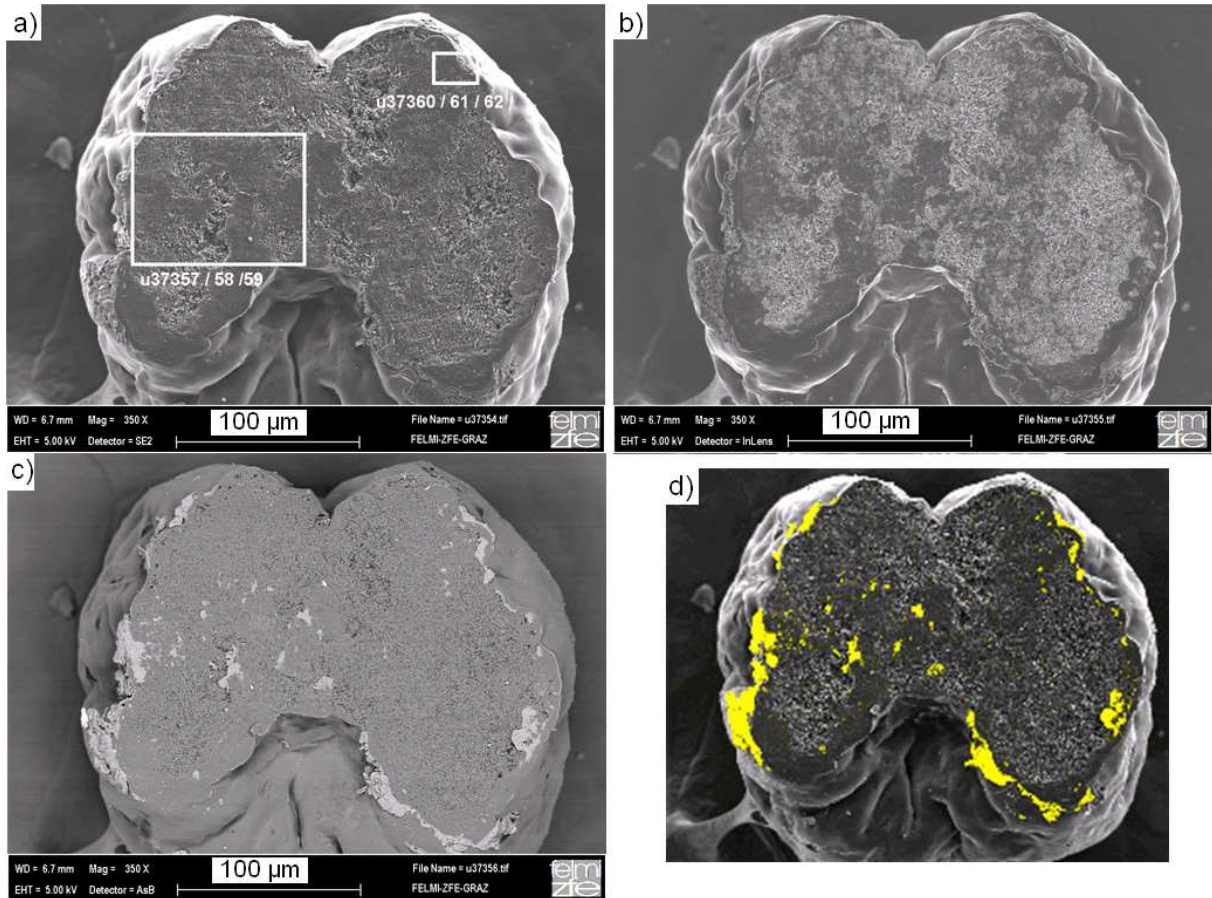 a)
u37360 / 61 / 62
u37357 / 58 /59
WD = 6.7 mm Mag = 350 X 100 µm File Name = u37354.tif
EHT = 5.00 kV Detector = SE2 FELMI-ZFE-GRAZ
felmi
zfe
b)
WD = 6.7 mm Mag = 350 X 100 µm File Name = u37355.tif
EHT = 5.00 kV Detector = InLens FELMI-ZFE-GRAZ
felmi
zfe
c)
WD = 6.7 mm Mag = 350 X 100 µm File Name = u37356.tif
EHT = 5.00 kV Detector = AsB FELMI-ZFE-GRAZ
felmi
zfe
d)